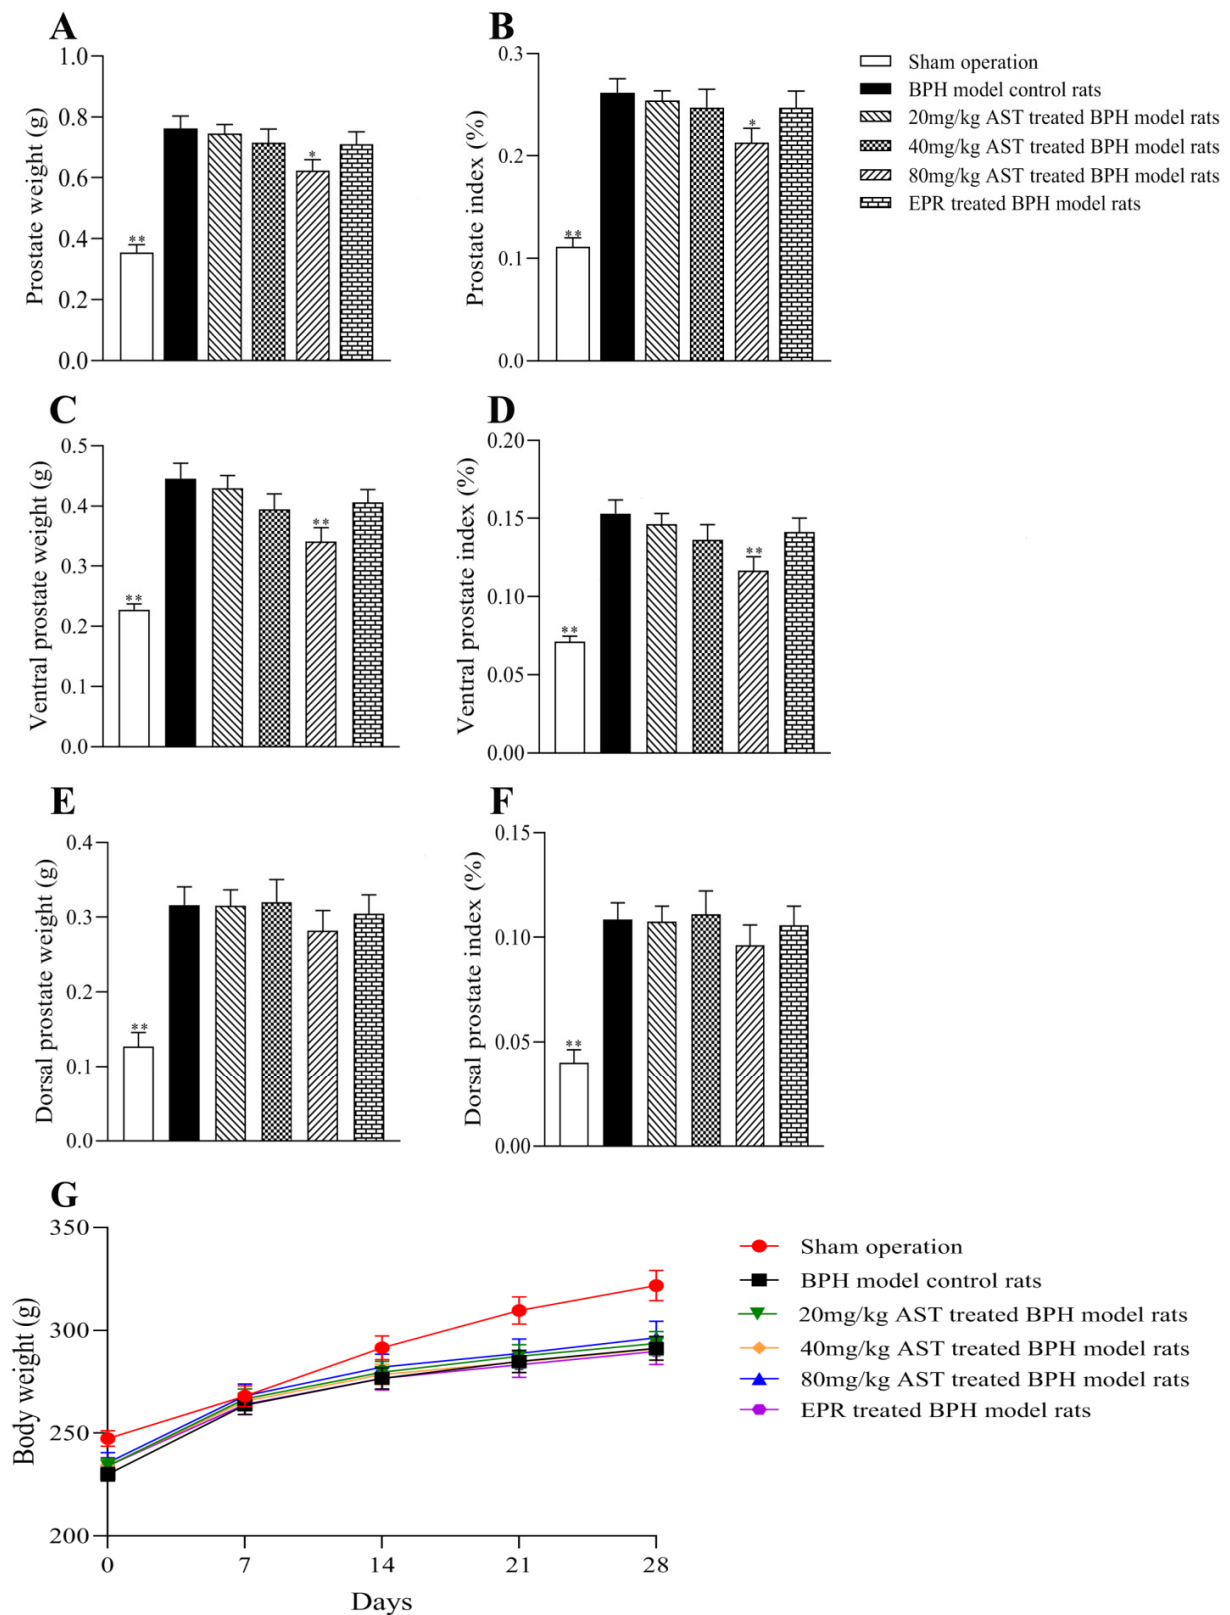 A
Prostate weight (g)
1.0
0.8
0.6
0.4
0.2
0.0
**
*
B
Prostate index (%)
0.3
0.2
0.1
0.0
**
*
Sham operation
BPH model control rats
20mg/kg AST treated BPH model rats
40mg/kg AST treated BPH model rats
80mg/kg AST treated BPH model rats
EPR treated BPH model rats
C
Ventral prostate weight (g)
0.5
0.4
0.3
0.2
0.1
0.0
**
**
D
Ventral prostate index (%)
0.20
0.15
0.10
0.05
0.00
**
**
E
Dorsal prostate weight (g)
0.4
0.3
0.2
0.1
0.0
**
F
Dorsal prostate index (%)
0.15
0.10
0.05
0.00
**
G
Body weight (g)
350
300
250
200
0 7 14 21 28
Days
Sham operation
BPH model control rats
20mg/kg AST treated BPH model rats
40mg/kg AST treated BPH model rats
80mg/kg AST treated BPH model rats
EPR treated BPH model rats